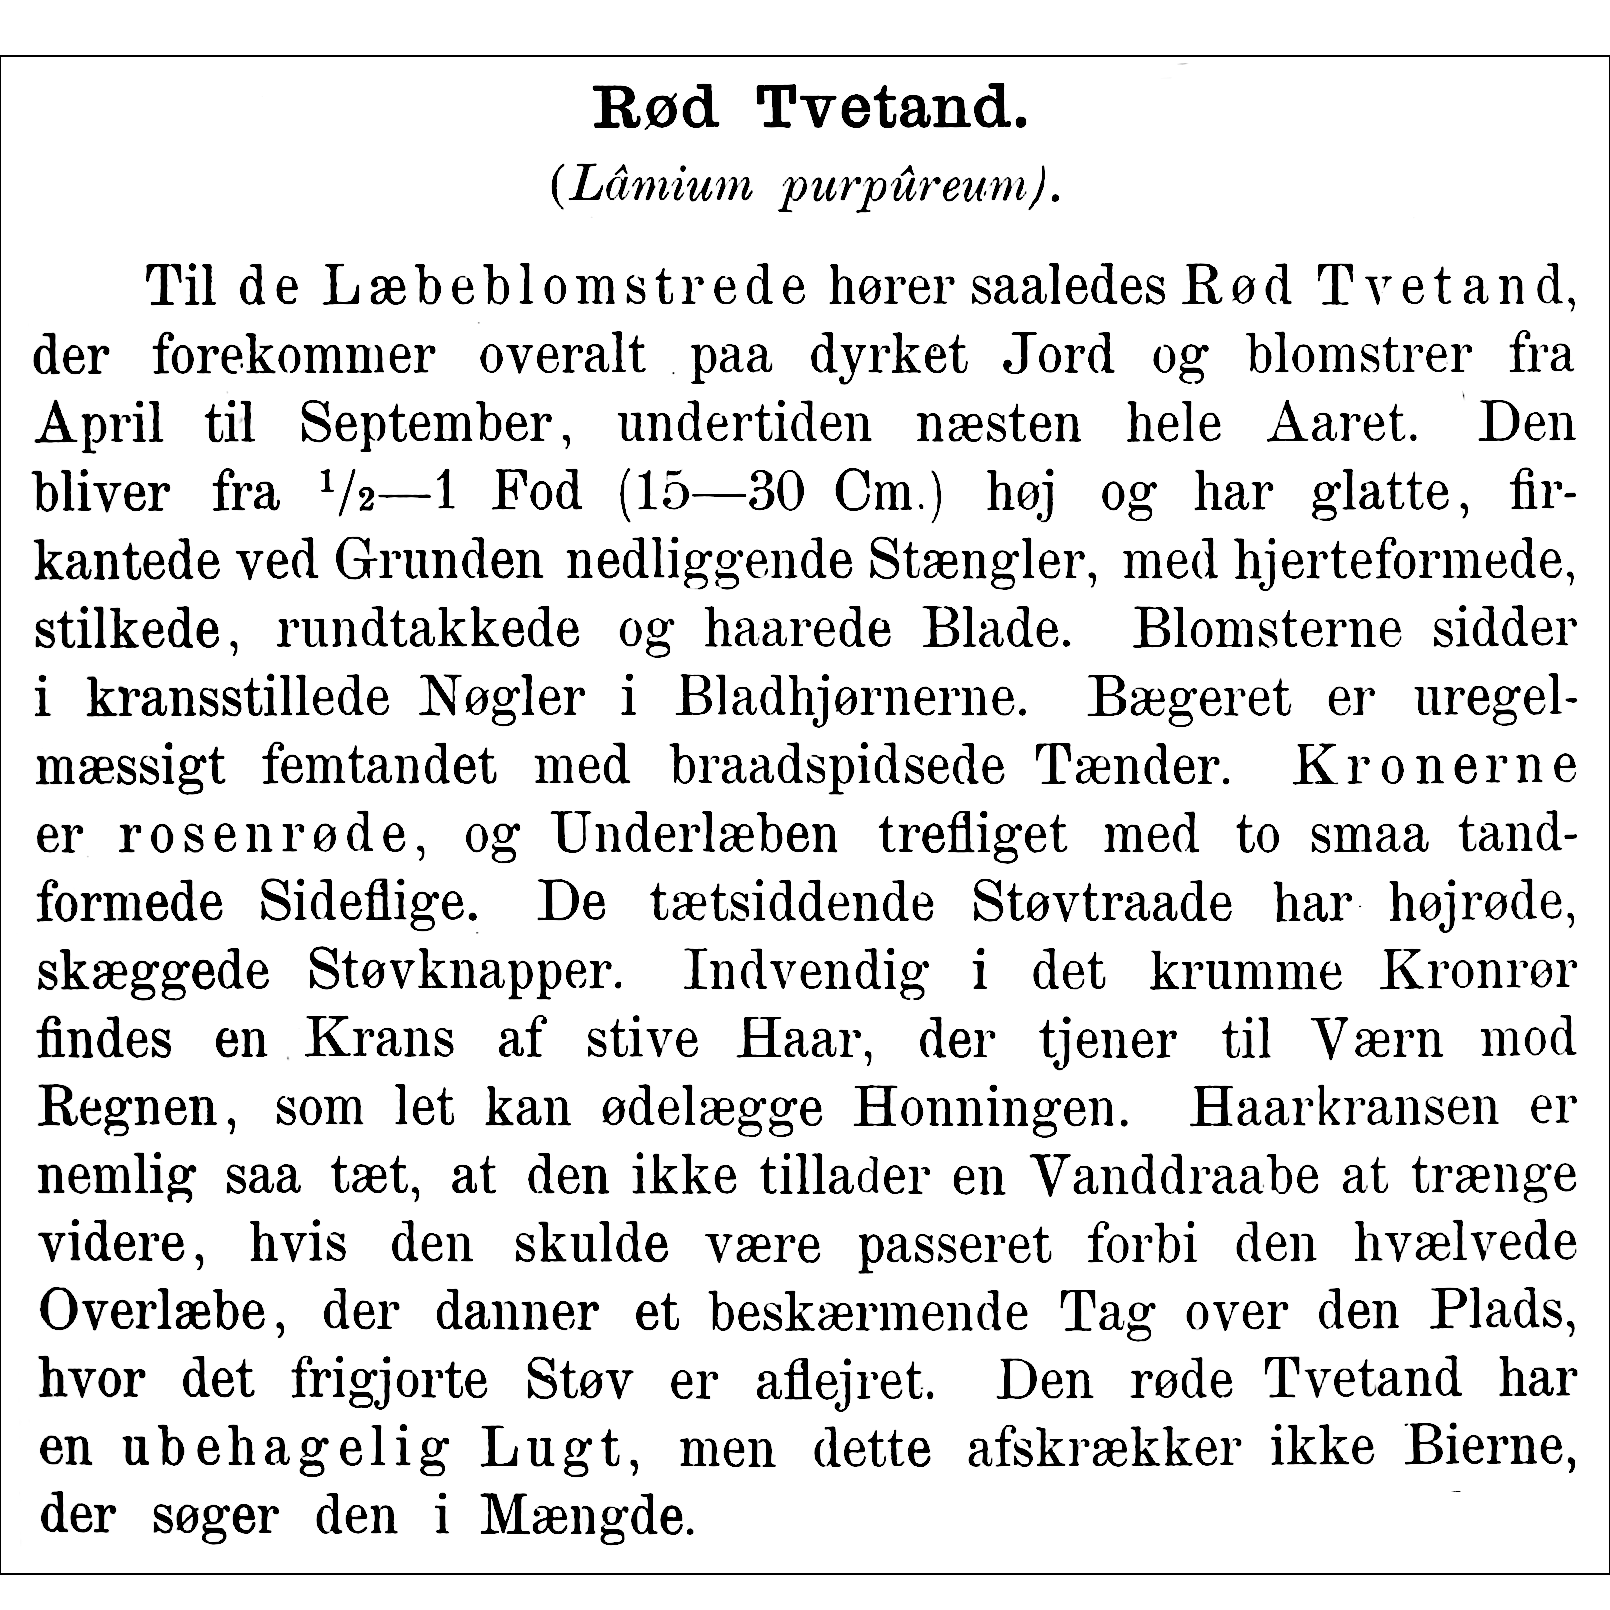 Rød Tvetand.
(Lâmium purpûreum).
Til de Læbeblomstrede hører saaledes Rød Tvetand,
der forekommer overalt paa dyrket Jord og blomstrer fra
April til September, undertiden næsten hele Aaret. Den
bliver fra ¹/₂—1 Fod (15—30 Cm.) høj og har glatte, fir-
kantede ved Grunden nedliggende Stængler, med hjerteformede,
stilkede, rundtakkede og haarede Blade. Blomsterne sidder
i kransstillede Nøgler i Bladhjørnerne. Bægeret er uregel-
mæssigt femtandet med braadspidsede Tænder. Kronerne
er rosenrøde, og Underlæben trefliget med to smaa tand-
formede Sideflige. De tætsiddende Støvtraade har højrøde,
skæggede Støvknapper. Indvendig i det krumme Kronrør
findes en Krans af stive Haar, der tjener til Værn mod
Regnen, som let kan ødelægge Honningen. Haarkransen er
nemlig saa tæt, at den ikke tillader en Vanddraabe at trænge
videre, hvis den skulde være passeret forbi den hvælvede
Overlæbe, der danner et beskærmende Tag over den Plads,
hvor det frigjorte Støv er aflejret. Den røde Tvetand har
en ubehagelig Lugt, men dette afskrækker ikke Bierne,
der søger den i Mængde.